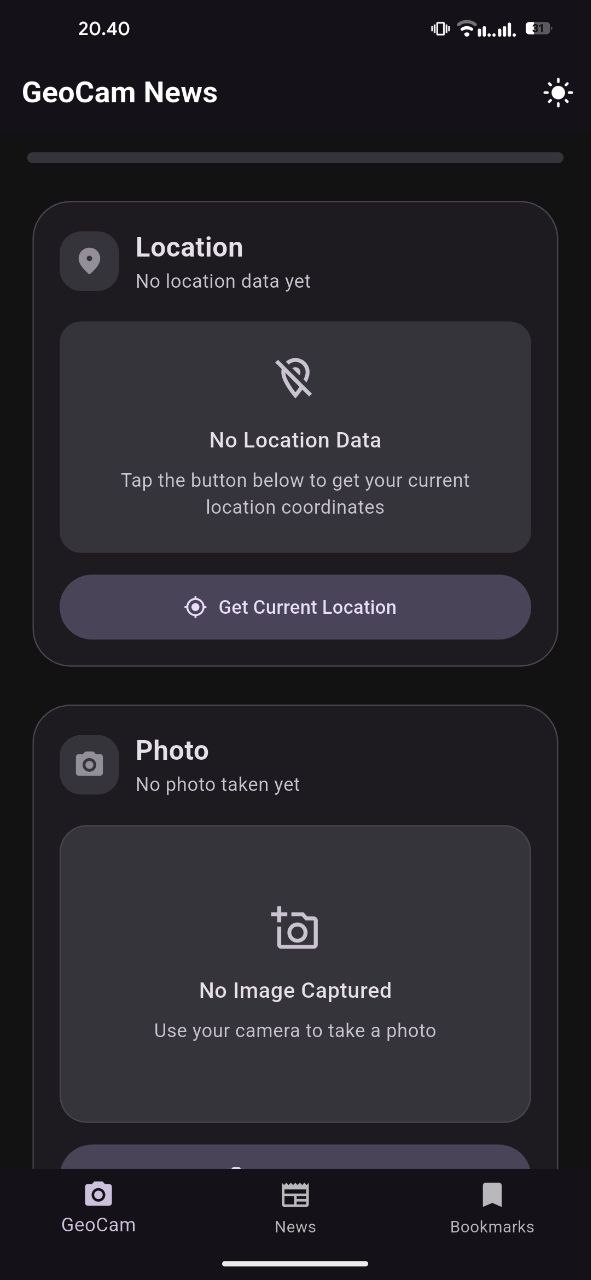 20.40
31
GeoCam News
Location
No location data yet
No Location Data
Tap the button below to get your current
location coordinates
Get Current Location
Photo
No photo taken yet
No Image Captured
Use your camera to take a photo
GeoCam
News
Bookmarks